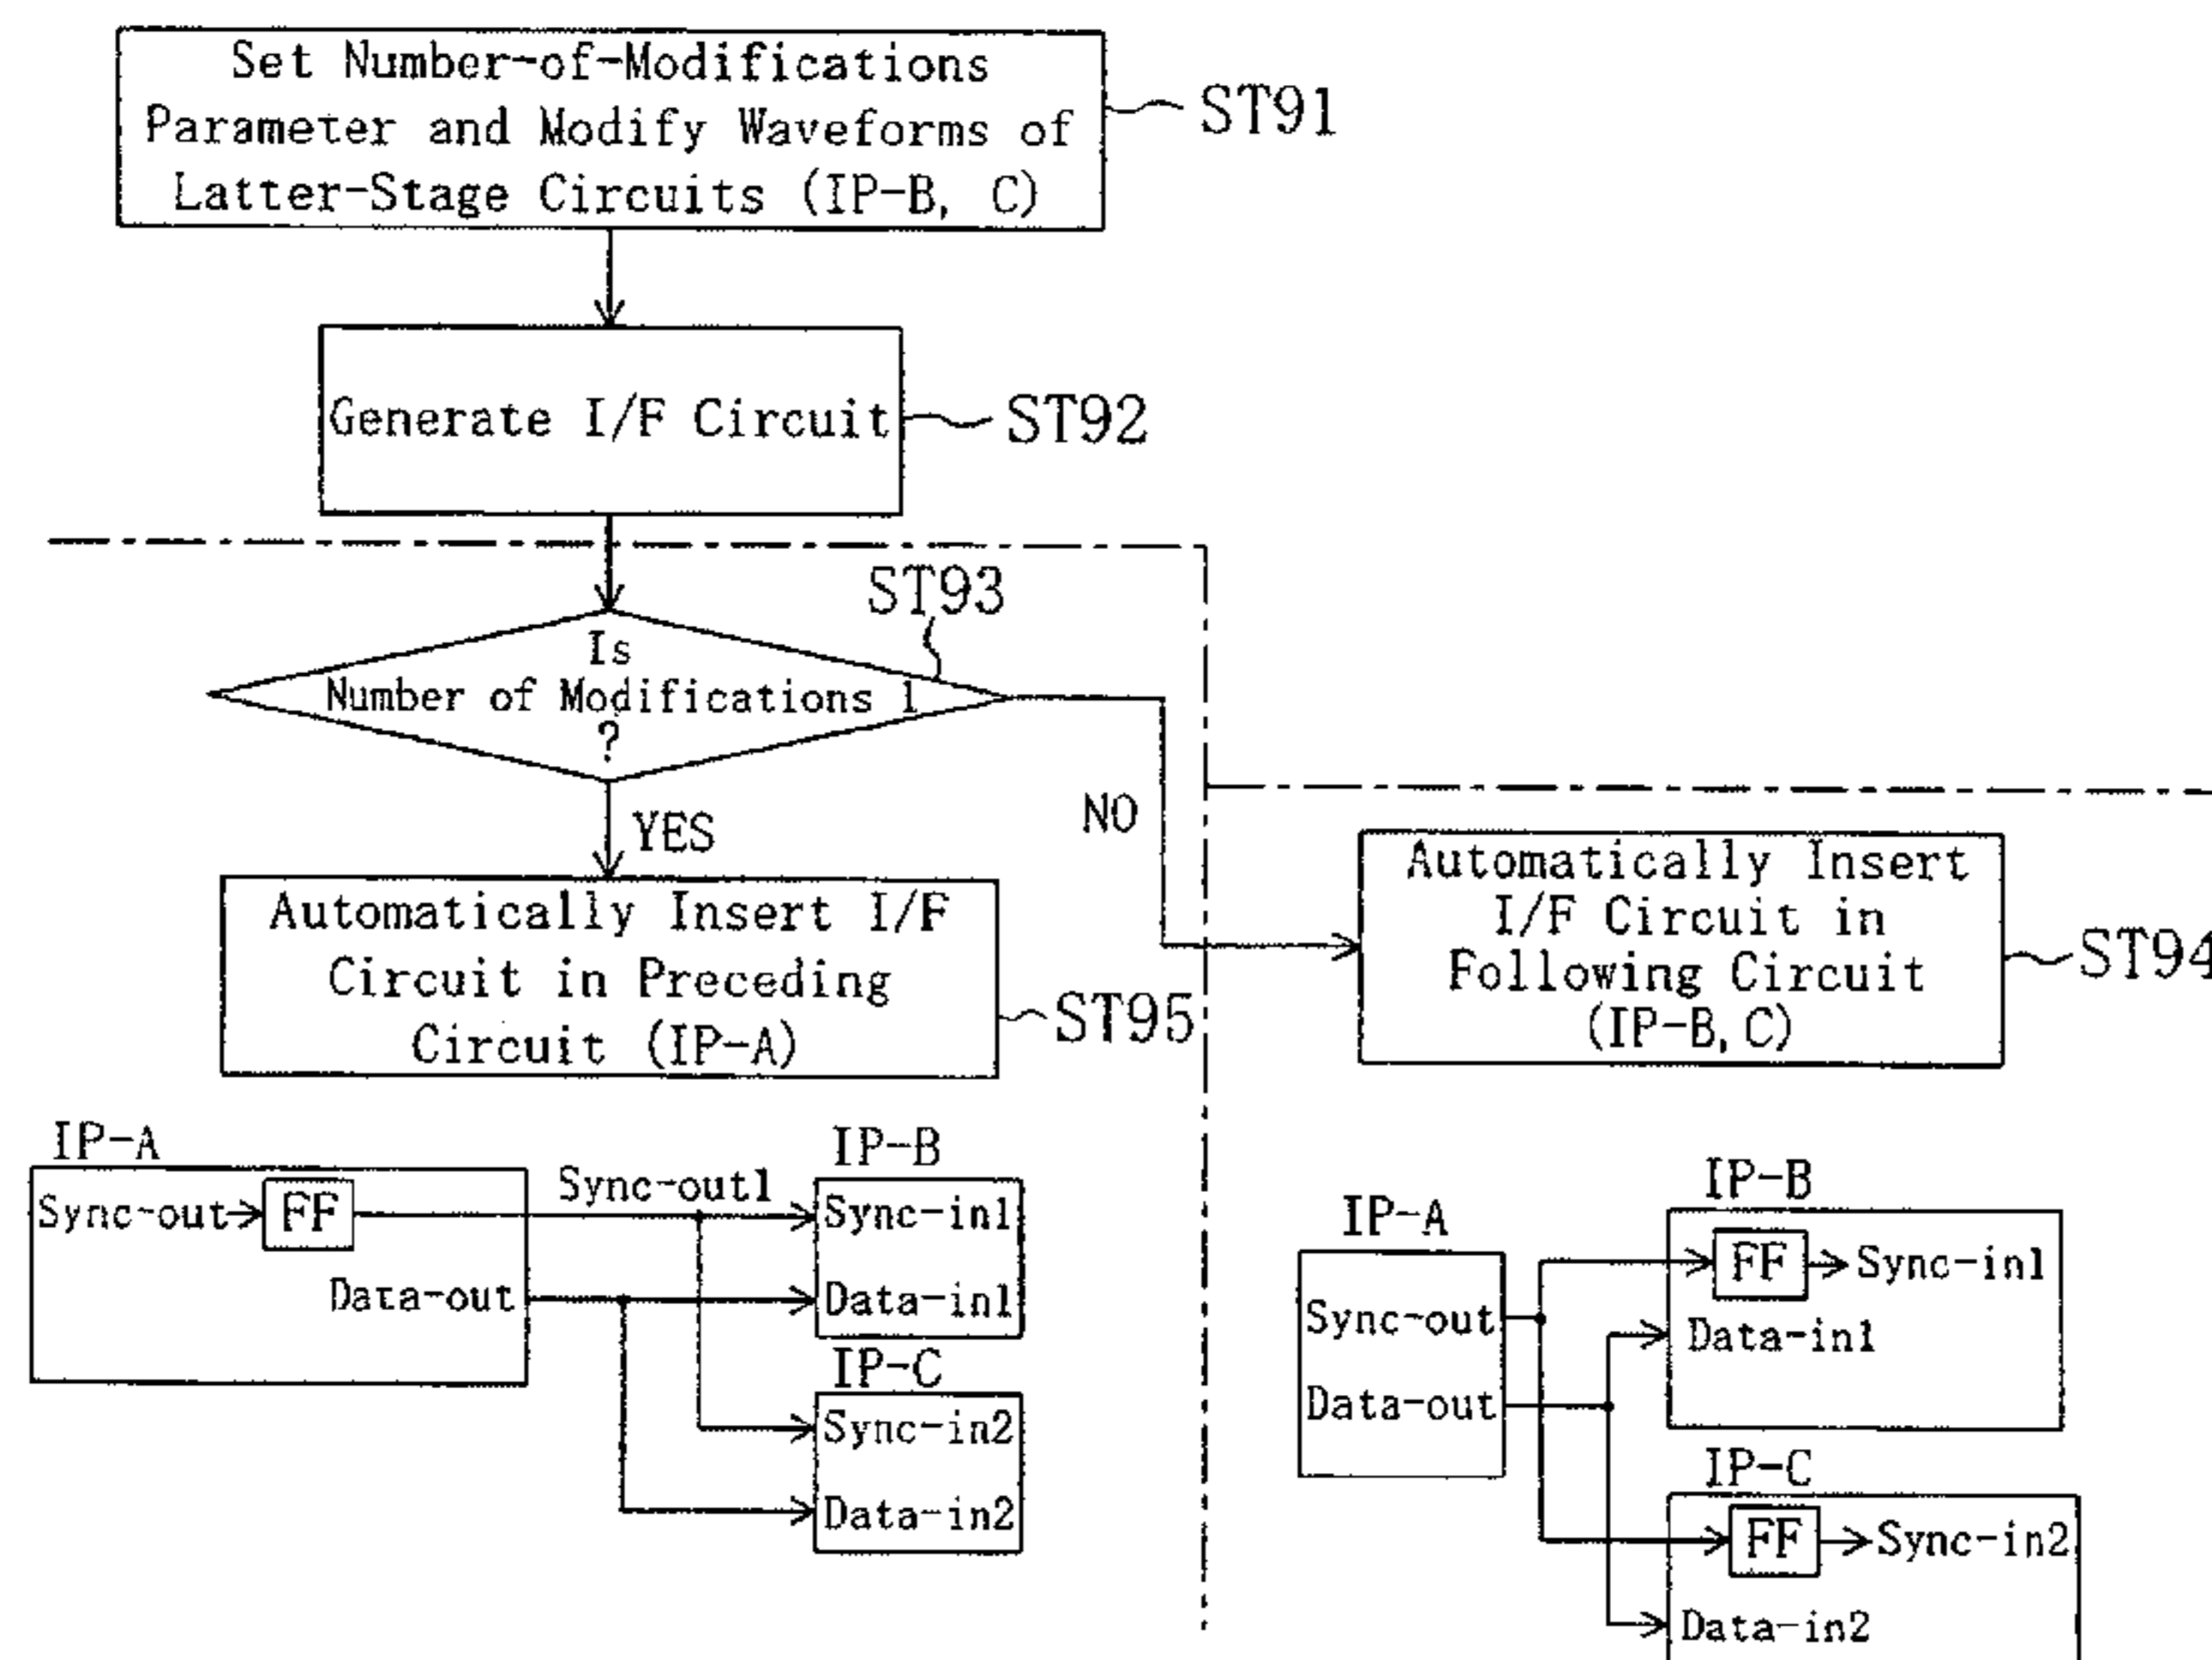 Set Number-of-Modifications
Parameter and Modify Waveforms of
Latter-Stage Circuits (IP-B, C)
ST91
Generate I/F Circuit
ST92
ST93
Is
Number of Modifications 1
?
YES
NO
Automatically Insert I/F
Circuit in Preceding
Circuit (IP-A)
ST95
Automatically Insert
I/F Circuit in
Following Circuit
(IP-B, C)
ST94
IP-A
Sync-out
FF
Data-out
Sync-out1
IP-B
Sync-in1
Data-in1
IP-C
Sync-in2
Data-in2
IP-A
Sync-out
Data-out
IP-B
FF
Sync-in1
Data-in1
IP-C
FF
Sync-in2
Data-in2